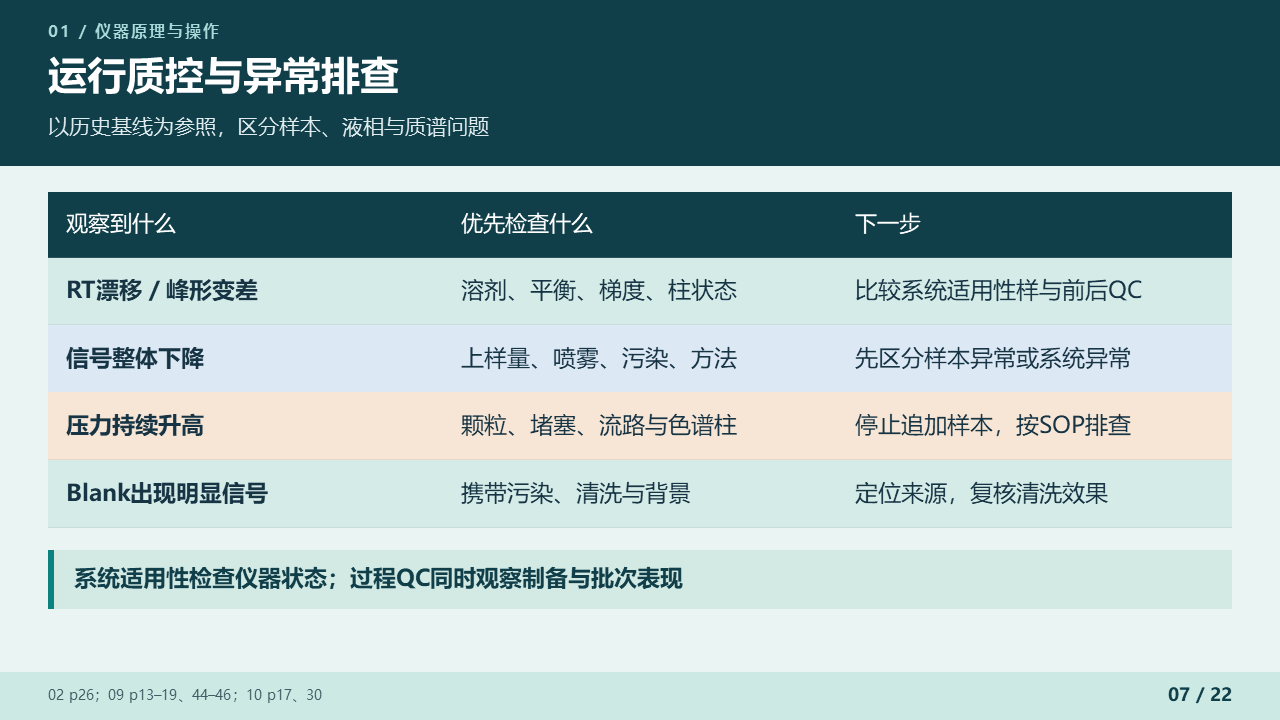 01 / 仪器原理与操作
运行质控与异常排查
以历史基线为参照，区分样本、液相与质谱问题
观察到什么 优先检查什么 下一步
RT漂移 / 峰形变差 溶剂、平衡、梯度、柱状态 比较系统适用性样与前后QC
信号整体下降 上样量、喷雾、污染、方法 先区分样本异常或系统异常
压力持续升高 颗粒、堵塞、流路与色谱柱 停止追加样本，按SOP排查
Blank出现明显信号 携带污染、清洗与背景 定位来源，复核清洗效果
系统适用性检查仪器状态；过程QC同时观察制备与批次表现
02 p26；09 p13–19、44–46；10 p17、30
07 / 22